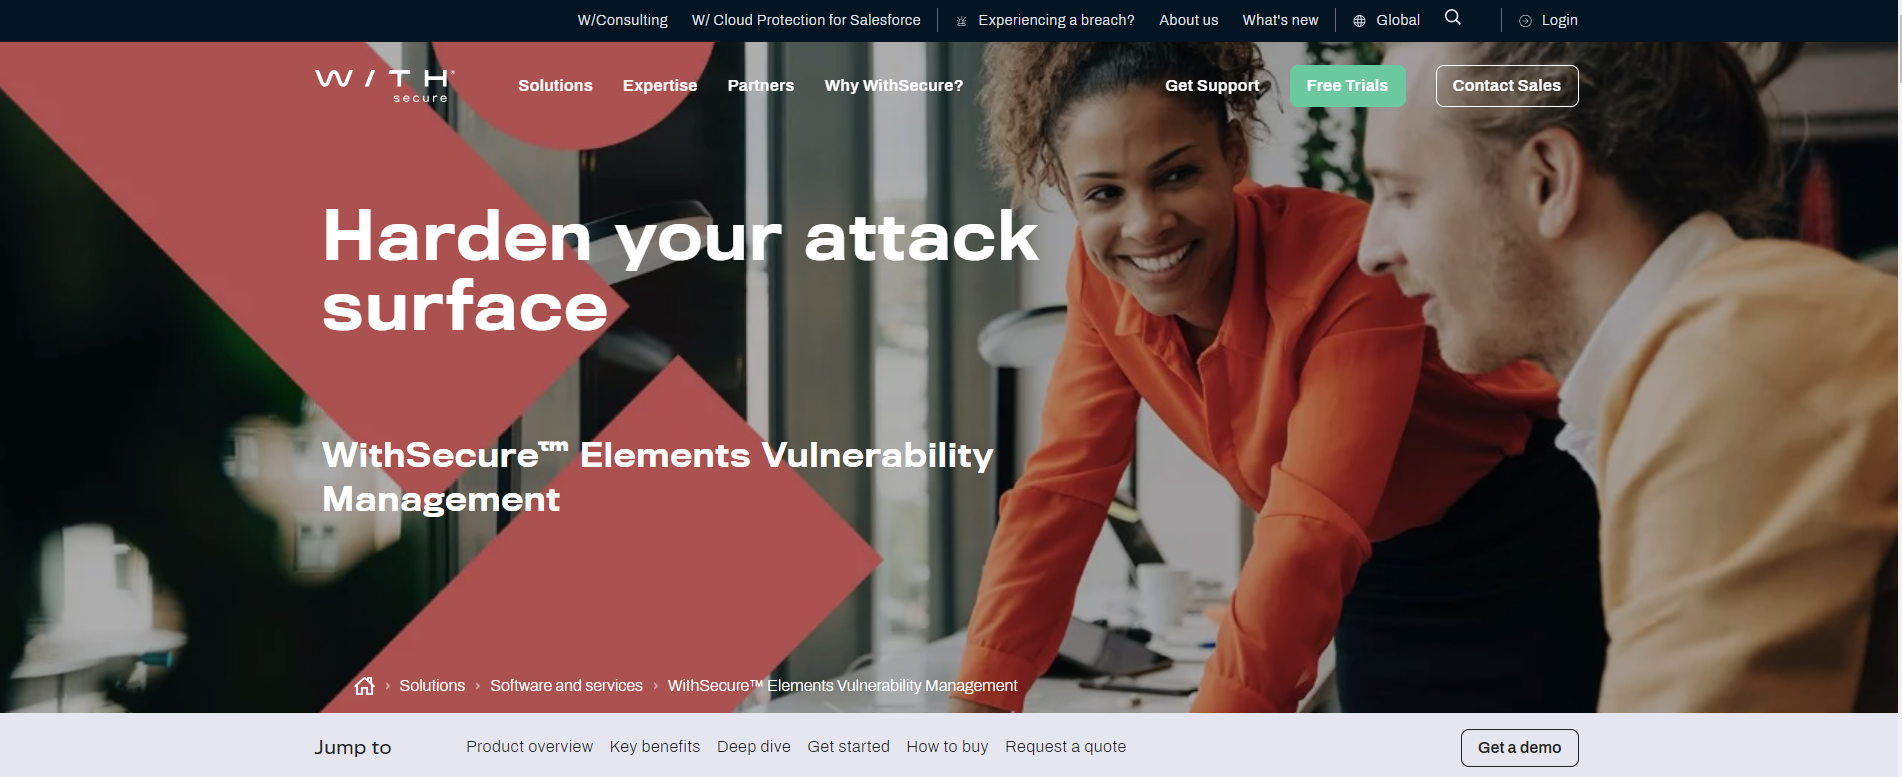 W/Consulting W/ Cloud Protection for Salesforce Experiencing a breach? About us What's new Global Login
W / T H®
secure
Solutions Expertise Partners Why WithSecure? Get Support Free Trials Contact Sales
Harden your attack
surface
WithSecure™ Elements Vulnerability
Management
Solutions › Software and services › WithSecure™ Elements Vulnerability Management
Jump to Product overview Key benefits Deep dive Get started How to buy Request a quote Get a demo